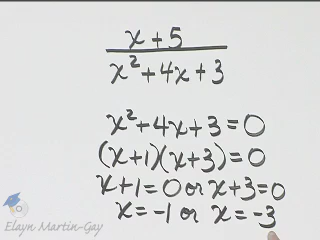 x + 5
x² + 4x + 3
x² + 4x + 3 = 0
(x+1)(x+3) = 0
x+1 = 0 or x+3 = 0
x = -1 or x = -3
Elayn Martin-Gay